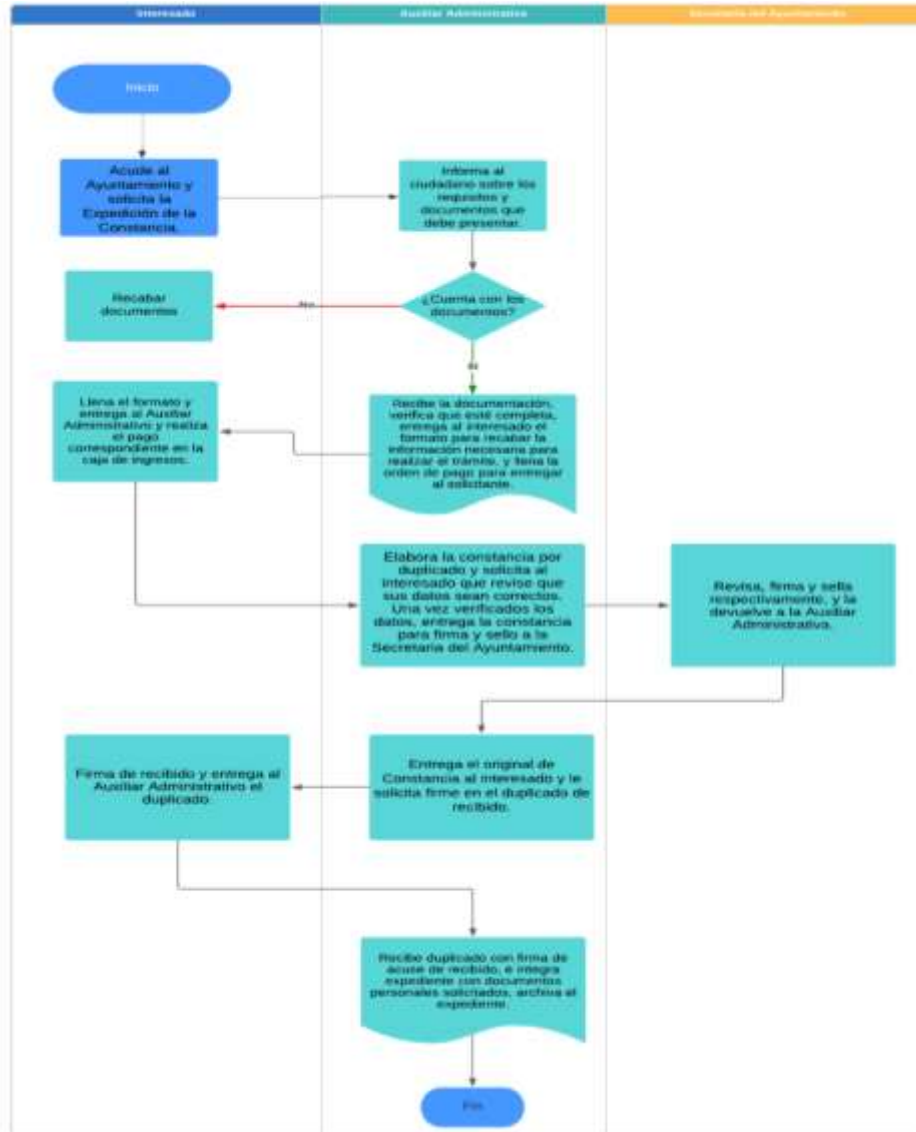 Interesado
Auxiliar Administrativa
Secretaria del Ayuntamiento
Inicio
Acude al
Ayuntamiento y
solicita la
Expedición de la
Constancia.
Informa al
ciudadano sobre los
requisitos y
documentos que
debe presentar.
¿Cuenta con los
documentos?
No
Recabar
documentos
Si
Recibe la documentación,
verifica que esté completa,
entrega al interesado el
formato para recabar la
información necesaria para
realizar el trámite, y llena la
orden de pago para entregar
al solicitante.
Llena el formato y
entrega al Auxiliar
Administrativo y realiza
el pago
correspondiente en la
caja de ingresos.
Elabora la constancia por
duplicado y solicita al
interesado que revise que
sus datos sean correctos.
Una vez verificados los
datos, entrega la constancia
para firma y sello a la
Secretaria del Ayuntamiento.
Revisa, firma y sella
respectivamente, y la
devuelve a la Auxiliar
Administrativa.
Entrega el original de
Constancia al interesado y le
solicita firme en el duplicado de
recibido.
Firma de recibido y entrega al
Auxiliar Administrativo el
duplicado.
Recibe duplicado con firma de
acuse de recibido, e integra
expediente con documentos
personales solicitados, archiva el
expediente.
Fin